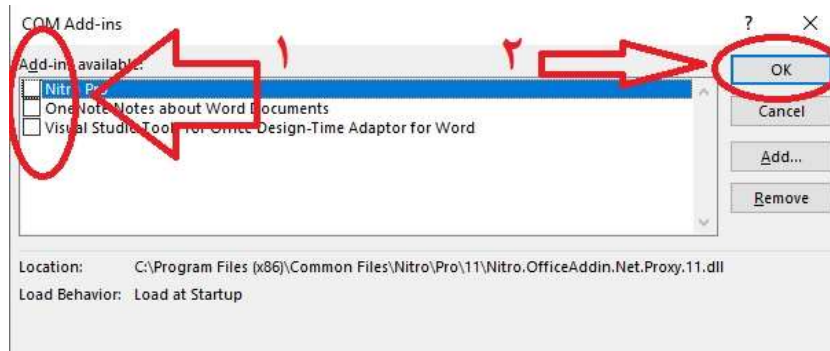 COM Add-ins ? ×
۱ ۲
Add-ins available:
Nitro Pro
OneNote Notes about Word Documents
Visual Studio Tools for Office Design-Time Adaptor for Word
OK
Cancel
Add...
Remove
Location: C:\Program Files (x86)\Common Files\Nitro\Pro\11\Nitro.OfficeAddin.Net.Proxy.11.dll
Load Behavior: Load at Startup